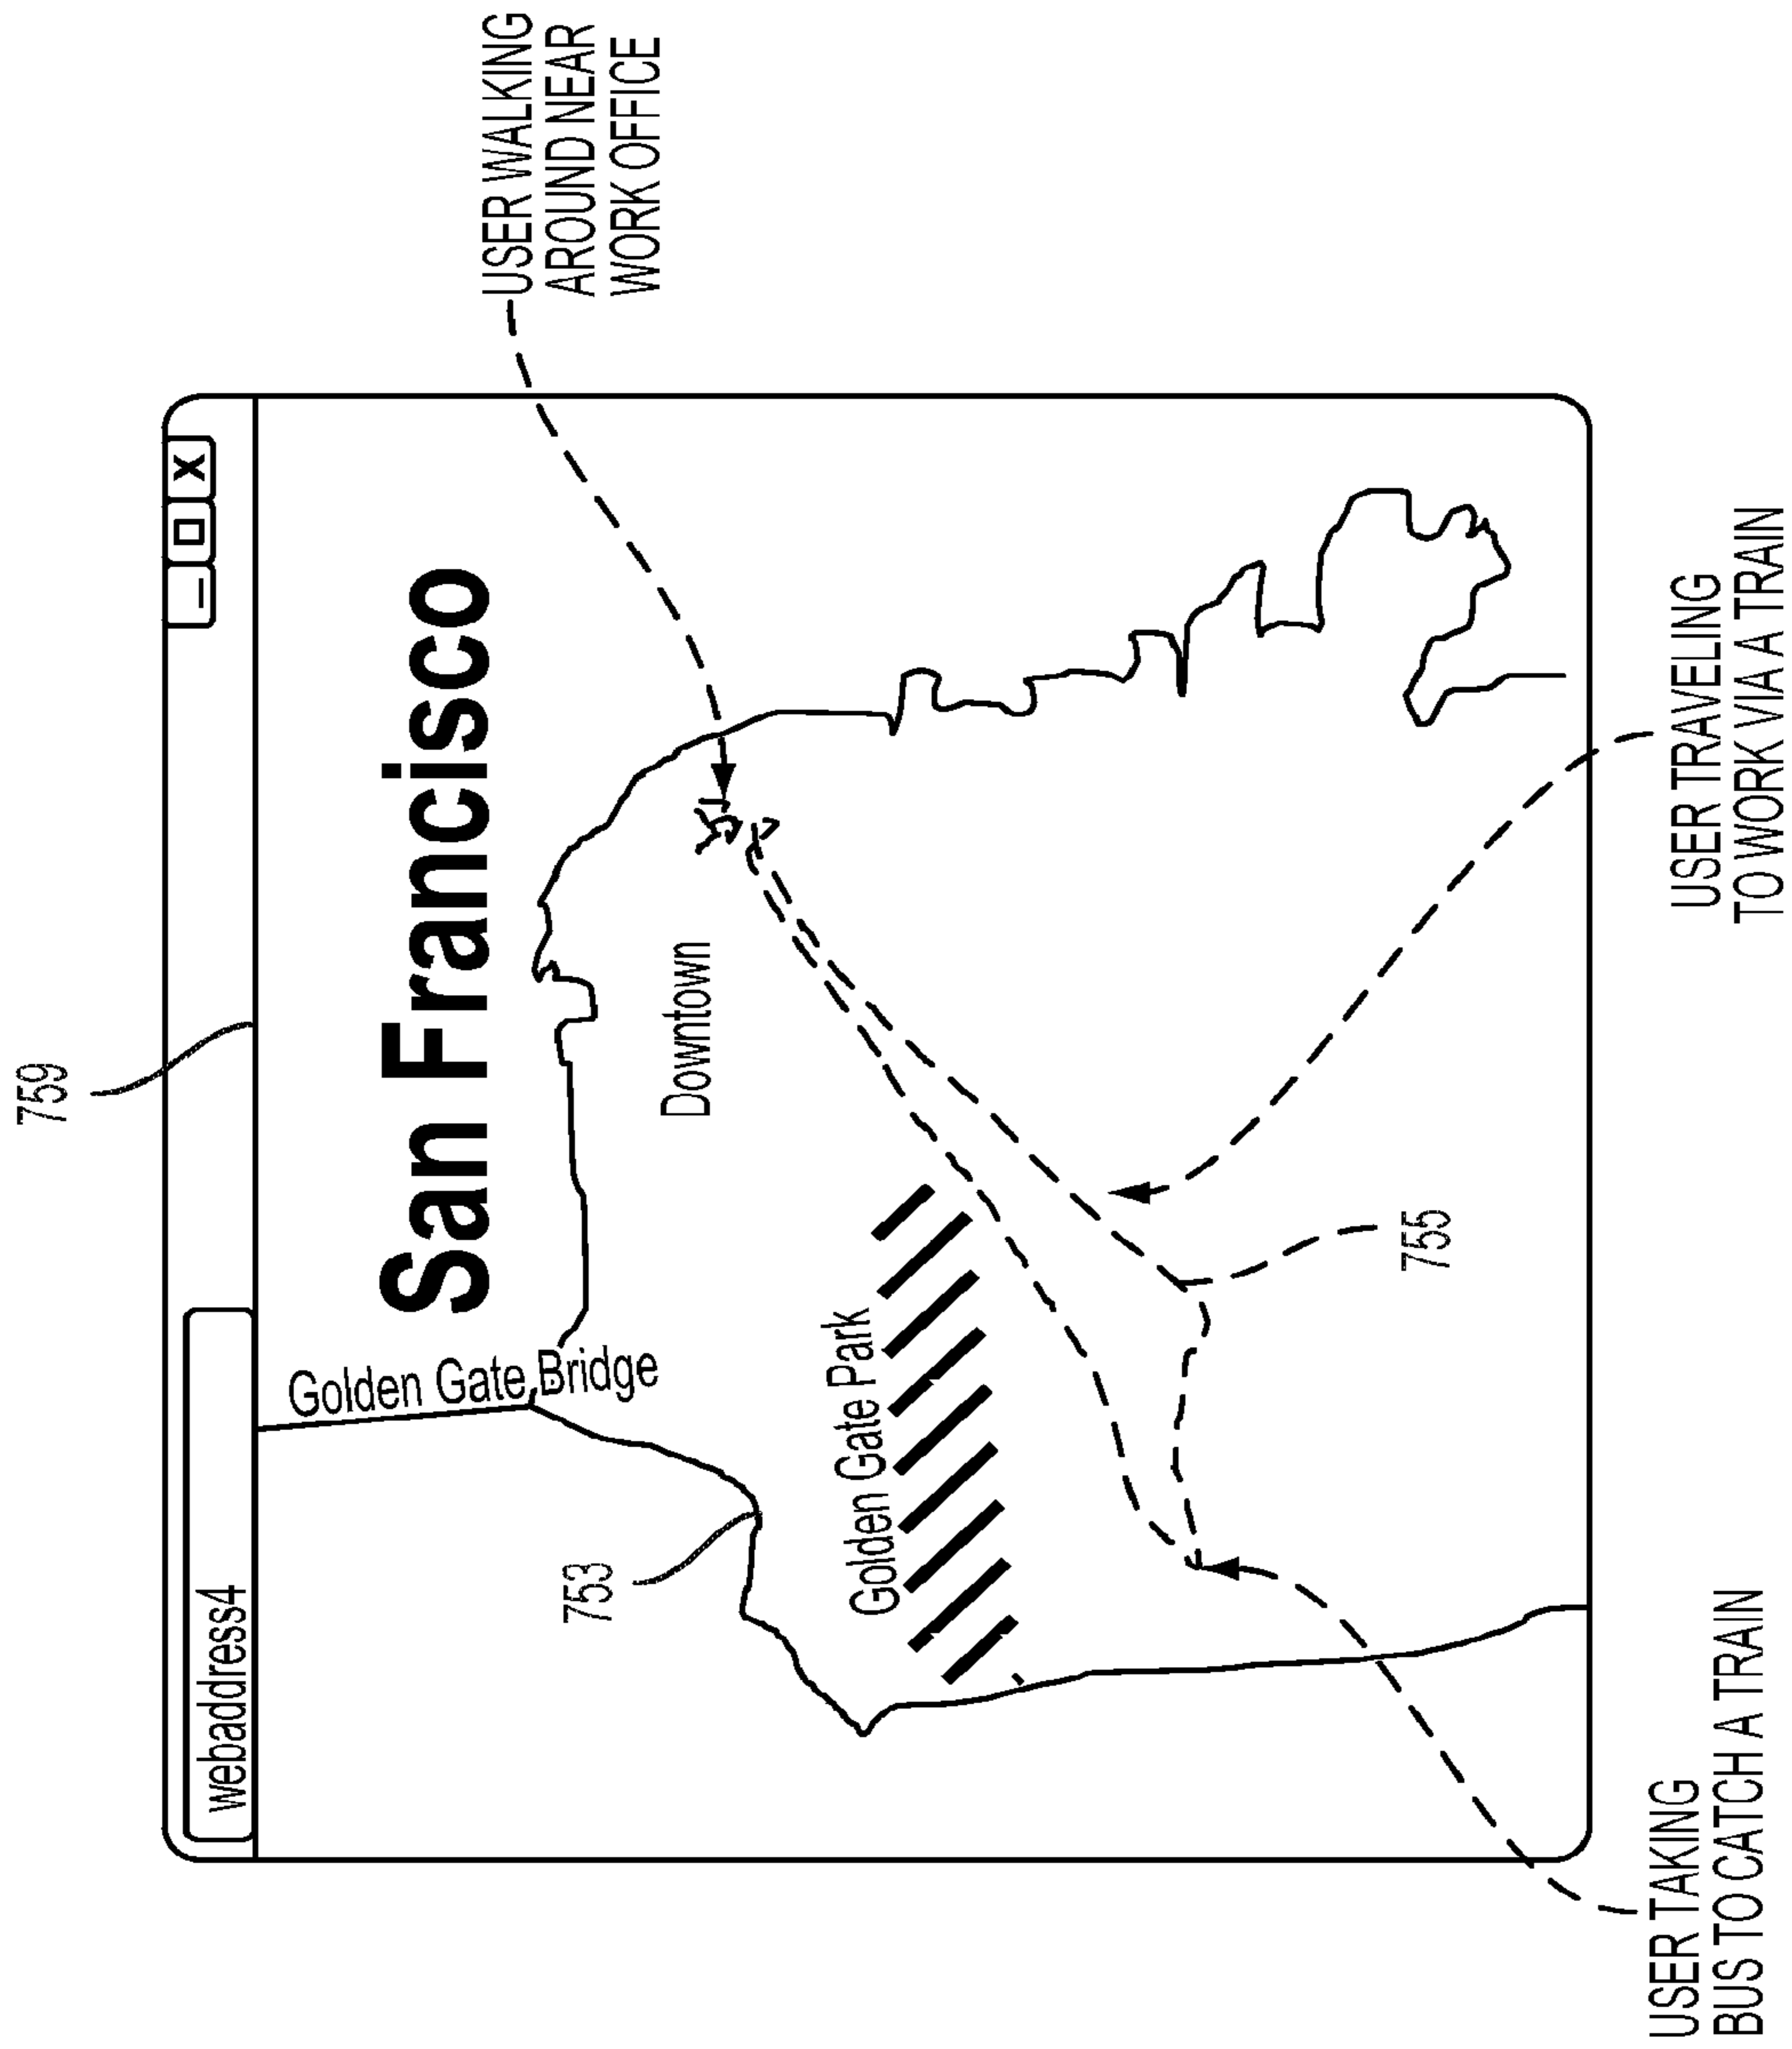 759
webaddress4
_ □ X
Golden Gate Bridge
San Francisco
USER WALKING
AROUND NEAR
WORK OFFICE
753
Downtown
Golden Gate Park
755
USER TAKING
BUS TO CATCH A TRAIN
USER TRAVELING
TO WORK VIA A TRAIN